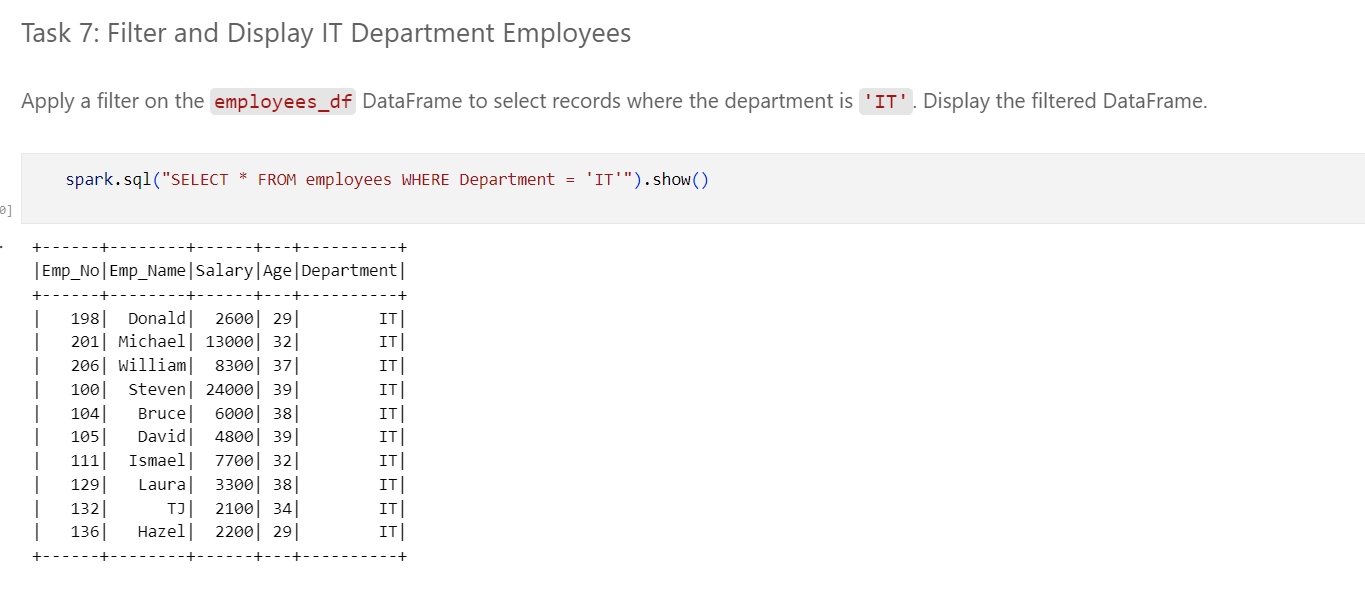 Task 7: Filter and Display IT Department Employees
Apply a filter on the employees_df DataFrame to select records where the department is 'IT'. Display the filtered DataFrame.
spark.sql("SELECT * FROM employees WHERE Department = 'IT'").show()
0]
+------+--------+------+---+----------+
|Emp_No|Emp_Name|Salary|Age|Department|
+------+--------+------+---+----------+
|   198|  Donald|  2600| 29|        IT|
|   201| Michael| 13000| 32|        IT|
|   206| William|  8300| 37|        IT|
|   100|  Steven| 24000| 39|        IT|
|   104|   Bruce|  6000| 38|        IT|
|   105|   David|  4800| 39|        IT|
|   111|  Ismael|  7700| 32|        IT|
|   129|   Laura|  3300| 38|        IT|
|   132|      TJ|  2100| 34|        IT|
|   136|   Hazel|  2200| 29|        IT|
+------+--------+------+---+----------+